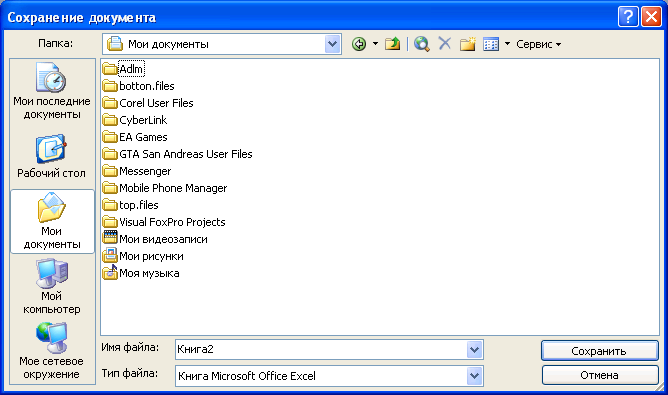 Сохранение документа
Папка:
Мои документы
Сервис
Мои последние
документы
Рабочий стол
Мои
документы
Мой
компьютер
Мое сетевое
окружение
Adlm
botton.files
Corel User Files
CyberLink
EA Games
GTA San Andreas User Files
Messenger
Mobile Phone Manager
top.files
Visual FoxPro Projects
Мои видеозаписи
Мои рисунки
Моя музыка
Имя файла:
Книга2
Сохранить
Тип файла:
Книга Microsoft Office Excel
Отмена